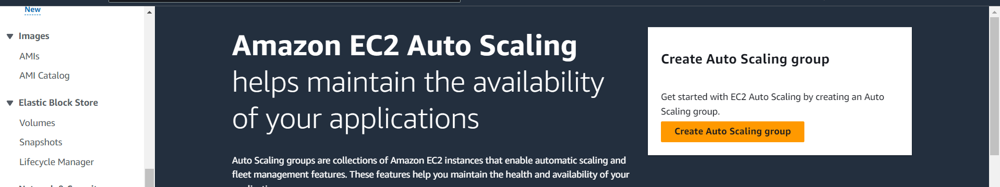 New
Images
AMIs
AMI Catalog
Elastic Block Store
Volumes
Snapshots
Lifecycle Manager
Amazon EC2 Auto Scaling
helps maintain the availability
of your applications
Auto Scaling groups are collections of Amazon EC2 instances that enable automatic scaling and
fleet management features. These features help you maintain the health and availability of your
Create Auto Scaling group
Get started with EC2 Auto Scaling by creating an Auto
Scaling group.
Create Auto Scaling group